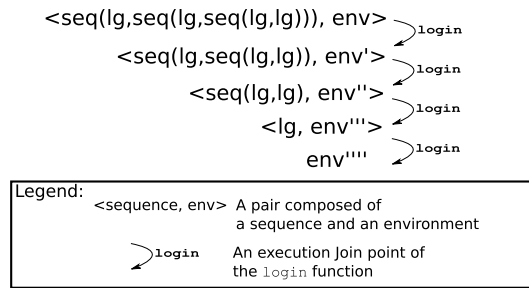 <seq(lg,seq(lg,seq(lg,lg))), env>
login
<seq(lg,seq(lg,lg)), env'>
login
<seq(lg,lg), env''>
login
<lg, env'''>
login
env''''
Legend:
<sequence, env> A pair composed of
a sequence and an environment
login An execution Join point of
the login function